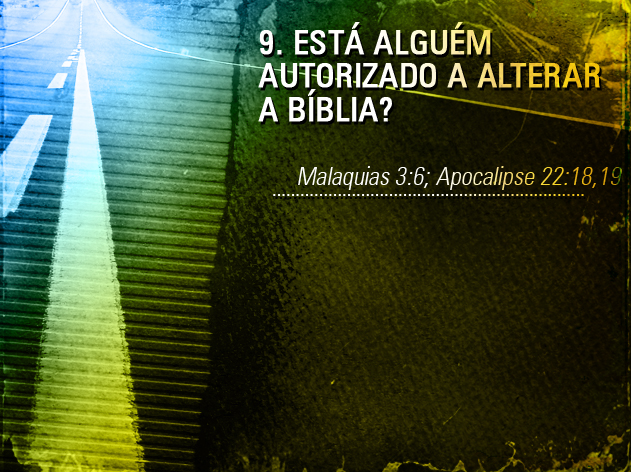 9. ESTÁ ALGUÉM
AUTORIZADO A ALTERAR
A BÍBLIA?
Malaquias 3:6; Apocalipse 22:18,19